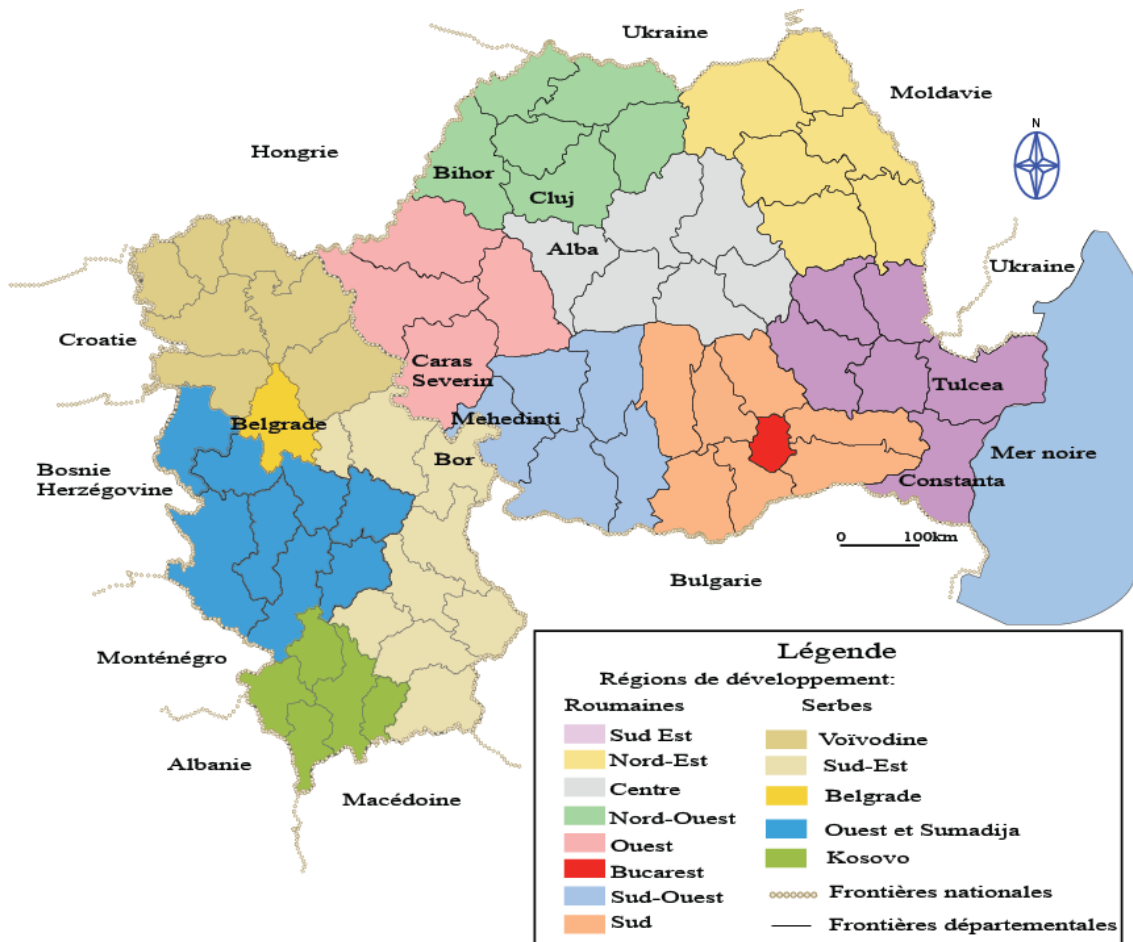 Ukraine
Moldavie
N
Hongrie
Bihor
Cluj
Alba
Ukraine
Croatie
Caras
Severin
Tulcea
Mehedinti
Belgrade
Bor
Mer noire
Bosnie
Herzégovine
Constanta
100km
0
Bulgarie
Monténégro
Albanie
Macédoine
Légende
Régions de développement:
Roumaines
Serbes
Sud Est
Nord-Est
Centre
Nord-Ouest
Ouest
Bucarest
Sud-Ouest
Sud
Voïvodine
Sud-Est
Belgrade
Ouest et Sumadija
Kosovo
Frontières nationales
Frontières départementales